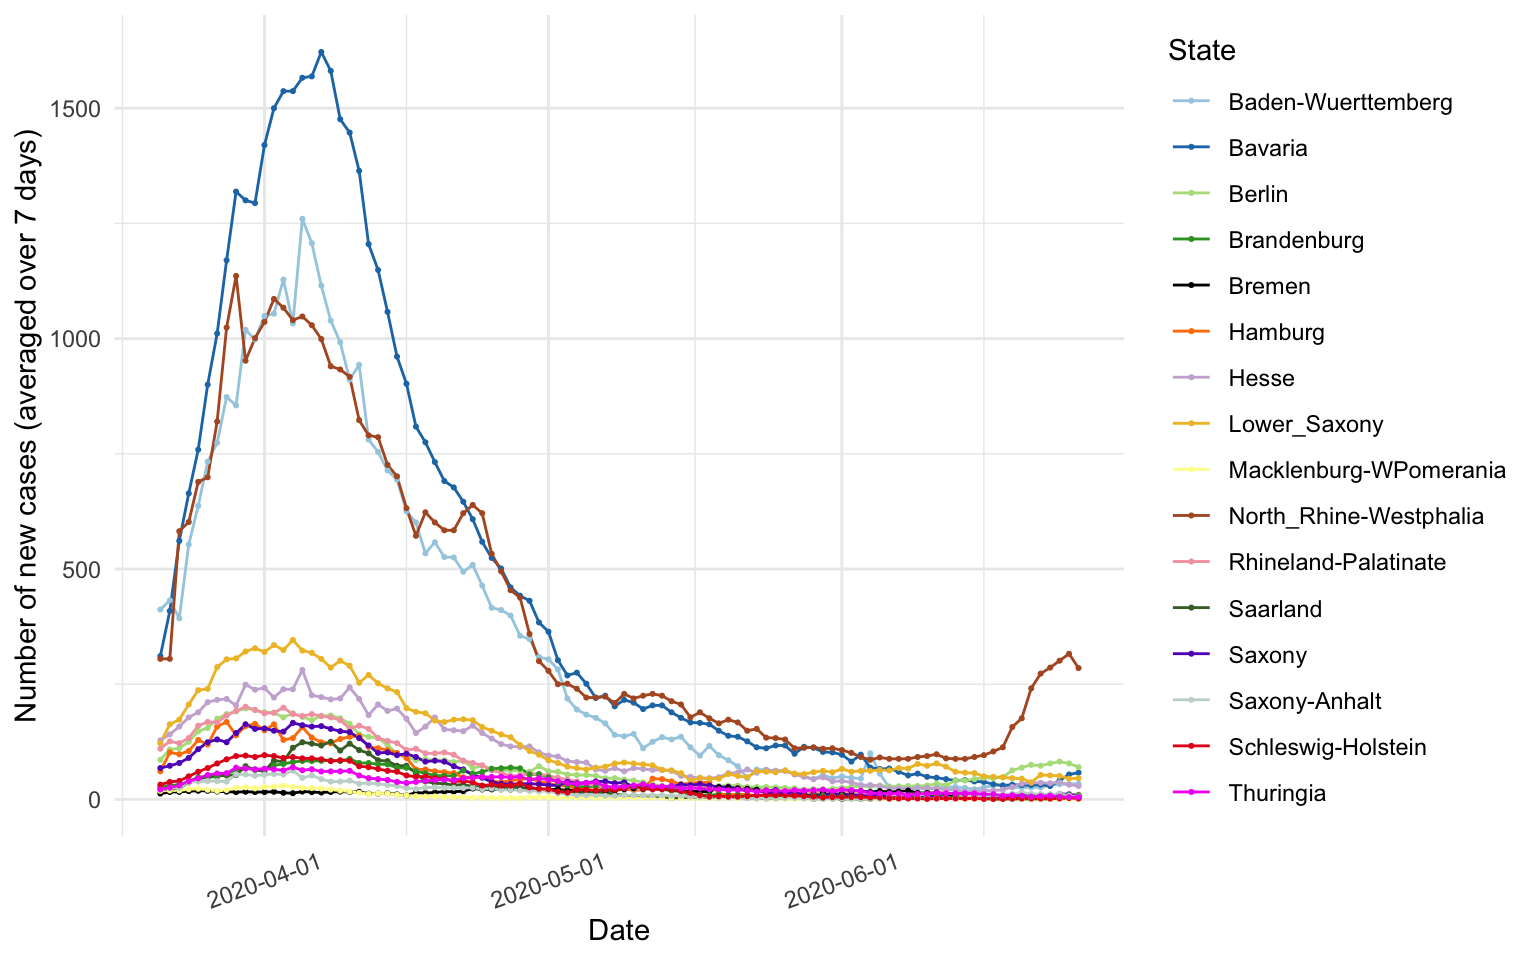 State
Baden-Wuerttemberg
Bavaria
Berlin
Brandenburg
Bremen
Hamburg
Hesse
Lower_Saxony
Macklenburg-WPomerania
North_Rhine-Westphalia
Rhineland-Palatinate
Saarland
Saxony
Saxony-Anhalt
Schleswig-Holstein
Thuringia
Number of new cases (averaged over 7 days)
1500
1000
500
0
2020-04-01
2020-05-01
2020-06-01
Date